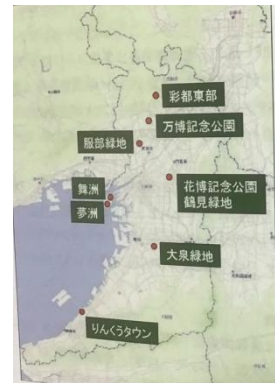 彩都東部
万博記念公園
服部緑地
花博記念公園
鶴見緑地
舞洲
夢洲
大泉緑地
りんくうタウン